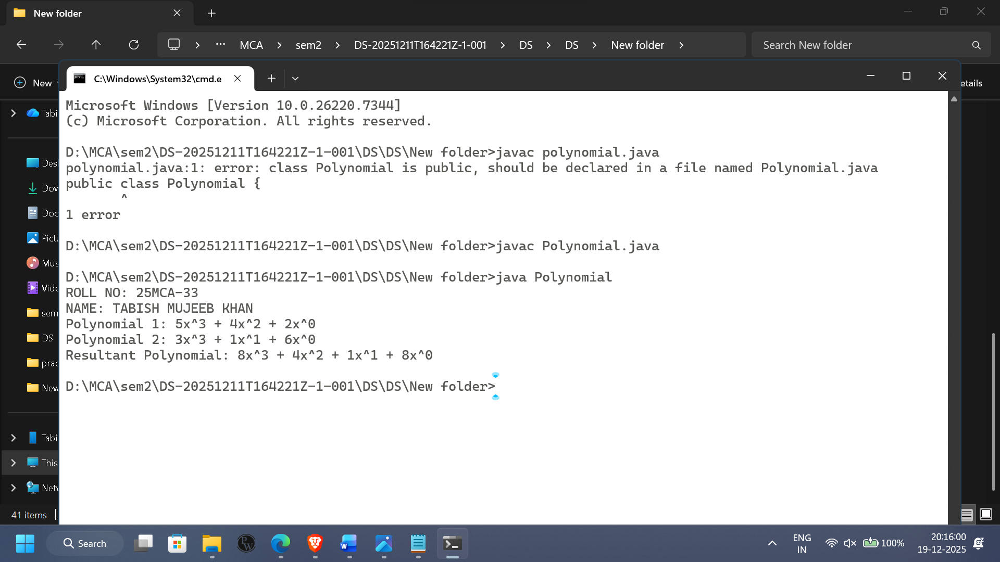 New folder
MCA > sem2 > DS-20251211T164221Z-1-001 > DS > DS > New folder >
Search New folder
New
etails
C:\Windows\System32\cmd.e
Microsoft Windows [Version 10.0.26220.7344]
(c) Microsoft Corporation. All rights reserved.
D:\MCA\sem2\DS-20251211T164221Z-1-001\DS\DS\New folder>javac polynomial.java
polynomial.java:1: error: class Polynomial is public, should be declared in a file named Polynomial.java
public class Polynomial {
^
1 error
D:\MCA\sem2\DS-20251211T164221Z-1-001\DS\DS\New folder>javac Polynomial.java
D:\MCA\sem2\DS-20251211T164221Z-1-001\DS\DS\New folder>java Polynomial
ROLL NO: 25MCA-33
NAME: TABISH MUJEEB KHAN
Polynomial 1: 5x^3 + 4x^2 + 2x^0
Polynomial 2: 3x^3 + 1x^1 + 6x^0
Resultant Polynomial: 8x^3 + 4x^2 + 1x^1 + 8x^0
D:\MCA\sem2\DS-20251211T164221Z-1-001\DS\DS\New folder>
Tabi
Desl
Dow
Doc
Pictu
Mus
Vide
sem
DS
prac
New
Tabi
This
Netw
41 items
Search
PW
ENG
IN
100%
20:16:00
19-12-2025